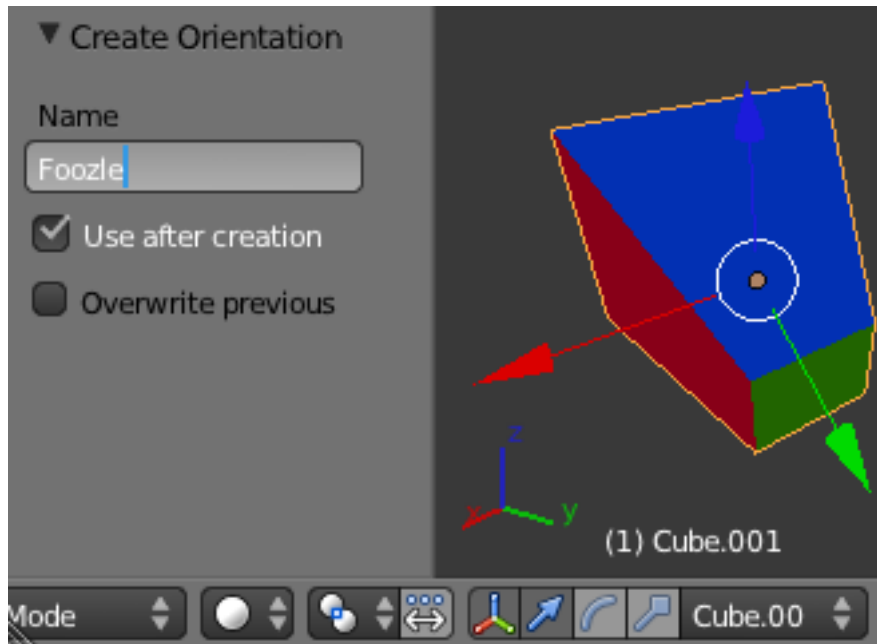 Create Orientation
Name
Foozle
Use after creation
Overwrite previous
z
x
y
(1) Cube.001
Mode
Cube.00